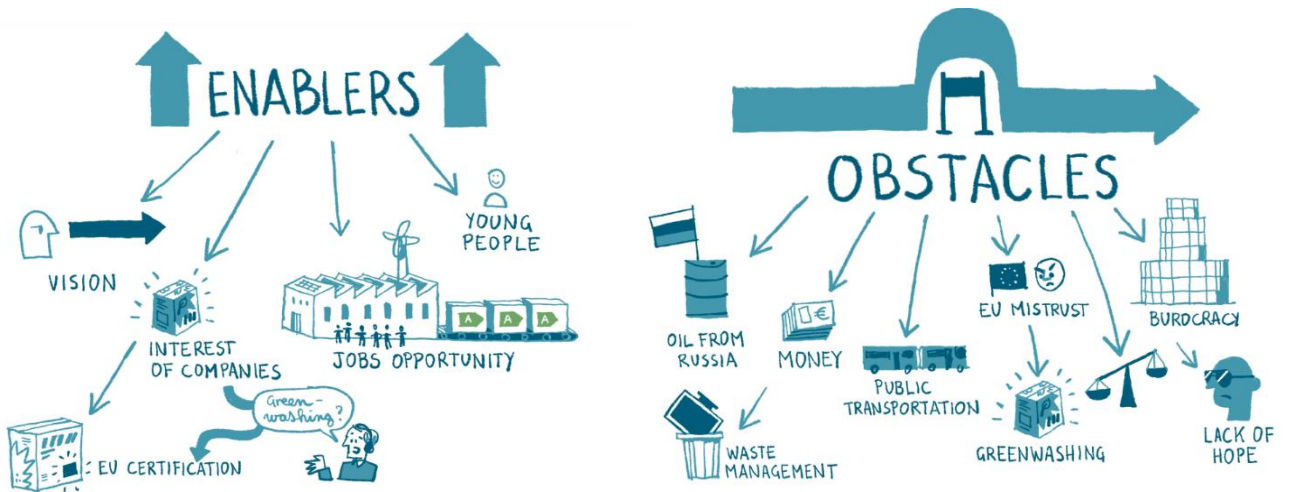 ENABLERS
VISION
INTEREST
OF COMPANIES
Green-
washing?
EU CERTIFICATION
A A A
JOBS OPPORTUNITY
YOUNG
PEOPLE
OBSTACLES
OIL FROM
RUSSIA
€
MONEY
WASTE
MANAGEMENT
PUBLIC
TRANSPORTATION
EU MISTRUST
GREENWASHING
BUROCRACY
LACK OF
HOPE